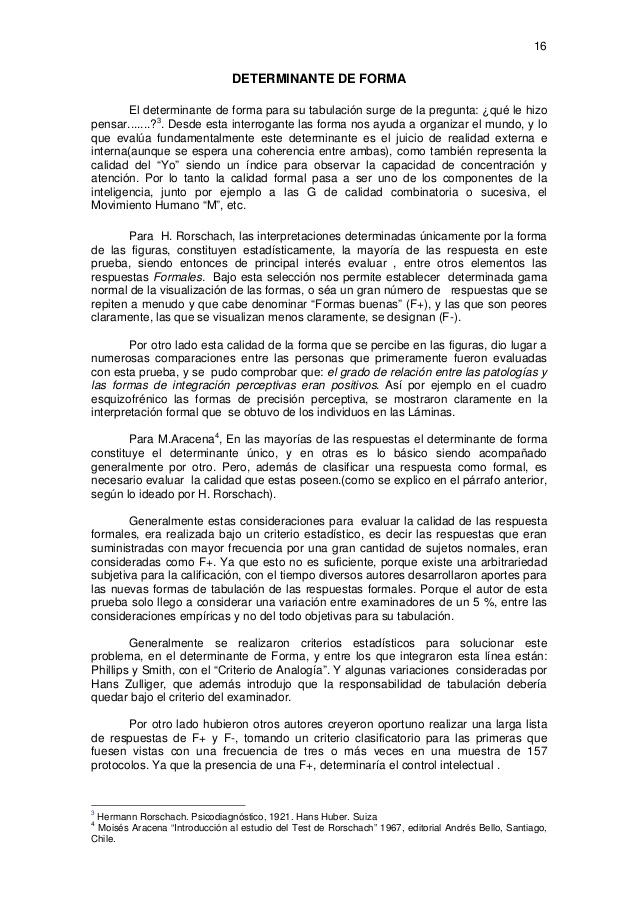 16
DETERMINANTE DE FORMA
El determinante de forma para su tabulación surge de la pregunta: ¿qué le hizo
pensar.......?3. Desde esta interrogante las forma nos ayuda a organizar el mundo, y lo
que evalúa fundamentalmente este determinante es el juicio de realidad externa e
interna(aunque se espera una coherencia entre ambas), como también representa la
calidad del “Yo” siendo un índice para observar la capacidad de concentración y
atención. Por lo tanto la calidad formal pasa a ser uno de los componentes de la
inteligencia, junto por ejemplo a las G de calidad combinatoria o sucesiva, el
Movimiento Humano “M”, etc.
Para H. Rorschach, las interpretaciones determinadas únicamente por la forma
de las figuras, constituyen estadísticamente, la mayoría de las respuesta en este
prueba, siendo entonces de principal interés evaluar , entre otros elementos las
respuestas Formales. Bajo esta selección nos permite establecer determinada gama
normal de la visualización de las formas, o séa un gran número de respuestas que se
repiten a menudo y que cabe denominar “Formas buenas” (F+), y las que son peores
claramente, las que se visualizan menos claramente, se designan (F-).
Por otro lado esta calidad de la forma que se percibe en las figuras, dio lugar a
numerosas comparaciones entre las personas que primeramente fueron evaluadas
con esta prueba, y se pudo comprobar que: el grado de relación entre las patologías y
las formas de integración perceptivas eran positivos. Así por ejemplo en el cuadro
esquizofrénico las formas de precisión perceptiva, se mostraron claramente en la
interpretación formal que se obtuvo de los individuos en las Láminas.
Para M.Aracena4, En las mayorías de las respuestas el determinante de forma
constituye el determinante único, y en otras es lo básico siendo acompañado
generalmente por otro. Pero, además de clasificar una respuesta como formal, es
necesario evaluar la calidad que estas poseen.(como se explico en el párrafo anterior,
según lo ideado por H. Rorschach).
Generalmente estas consideraciones para evaluar la calidad de las respuesta
formales, era realizada bajo un criterio estadístico, es decir las respuestas que eran
suministradas con mayor frecuencia por una gran cantidad de sujetos normales, eran
consideradas como F+. Ya que esto no es suficiente, porque existe una arbitrariedad
subjetiva para la calificación, con el tiempo diversos autores desarrollaron aportes para
las nuevas formas de tabulación de las respuestas formales. Porque el autor de esta
prueba solo llego a considerar una variación entre examinadores de un 5 %, entre las
consideraciones empíricas y no del todo objetivas para su tabulación.
Generalmente se realizaron criterios estadísticos para solucionar este
problema, en el determinante de Forma, y entre los que integraron esta línea están:
Phillips y Smith, con el “Criterio de Analogía”. Y algunas variaciones consideradas por
Hans Zulliger, que además introdujo que la responsabilidad de tabulación debería
quedar bajo el criterio del examinador.
Por otro lado hubieron otros autores creyeron oportuno realizar una larga lista
de respuestas de F+ y F-, tomando un criterio clasificatorio para las primeras que
fuesen vistas con una frecuencia de tres o más veces en una muestra de 157
protocolos. Ya que la presencia de una F+, determinaría el control intelectual .
3 Hermann Rorschach. Psicodiagnóstico, 1921. Hans Huber. Suiza
4 Moisés Aracena “Introducción al estudio del Test de Rorschach” 1967, editorial Andrés Bello, Santiago,
Chile.